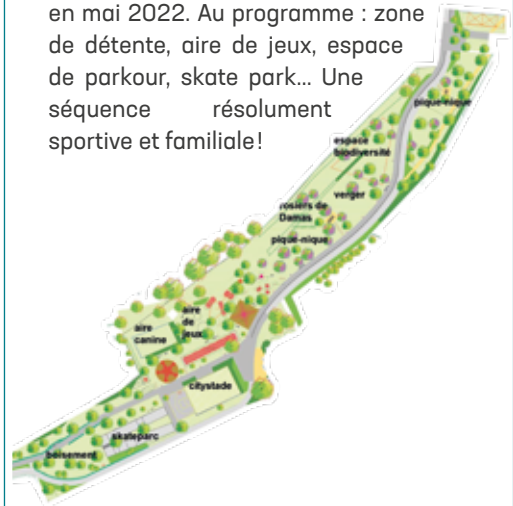 en mai 2022. Au programme : zone
de détente, aire de jeux, espace
de parkour, skate park... Une
séquence résolument
sportive et familiale!
pique-nique
espace
biodiversité
verger
rosiers de
Damas
pique-nique
aire
de
jeux
aire
canine
citystade
skateparc
boisement